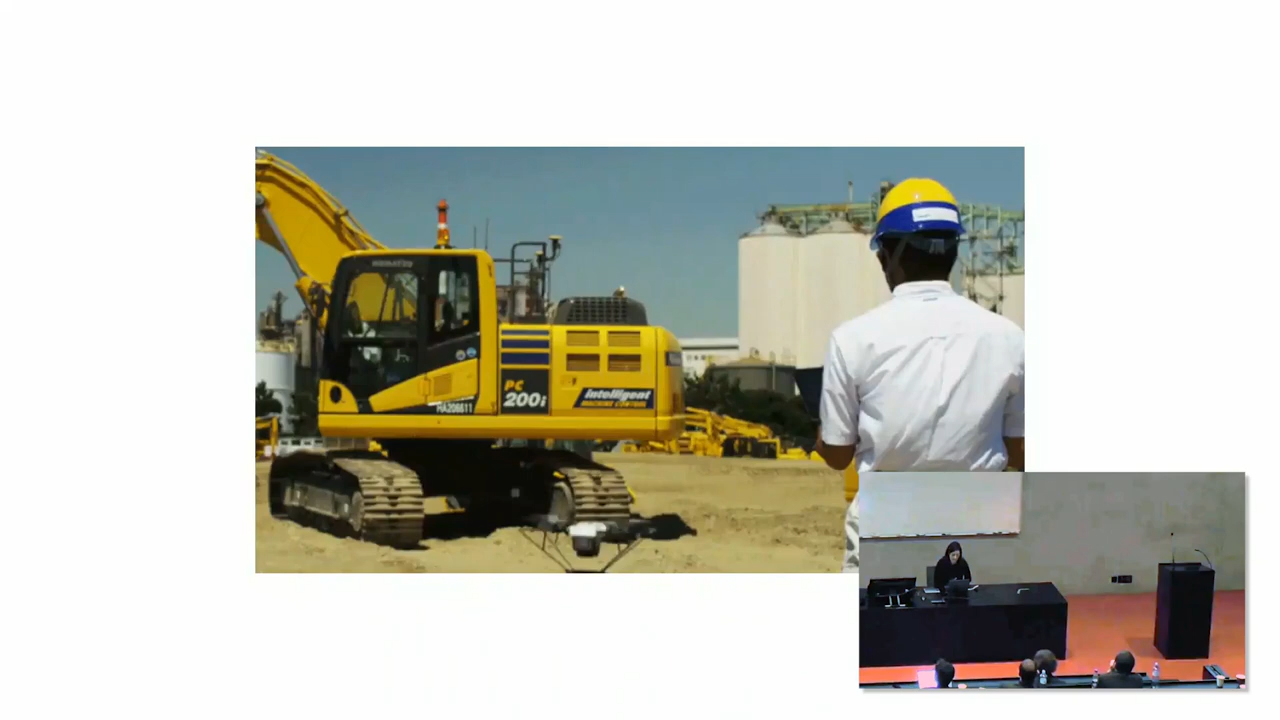 KOMATSU
HA206611
PC
200i
intelligent
MACHINE CONTROL